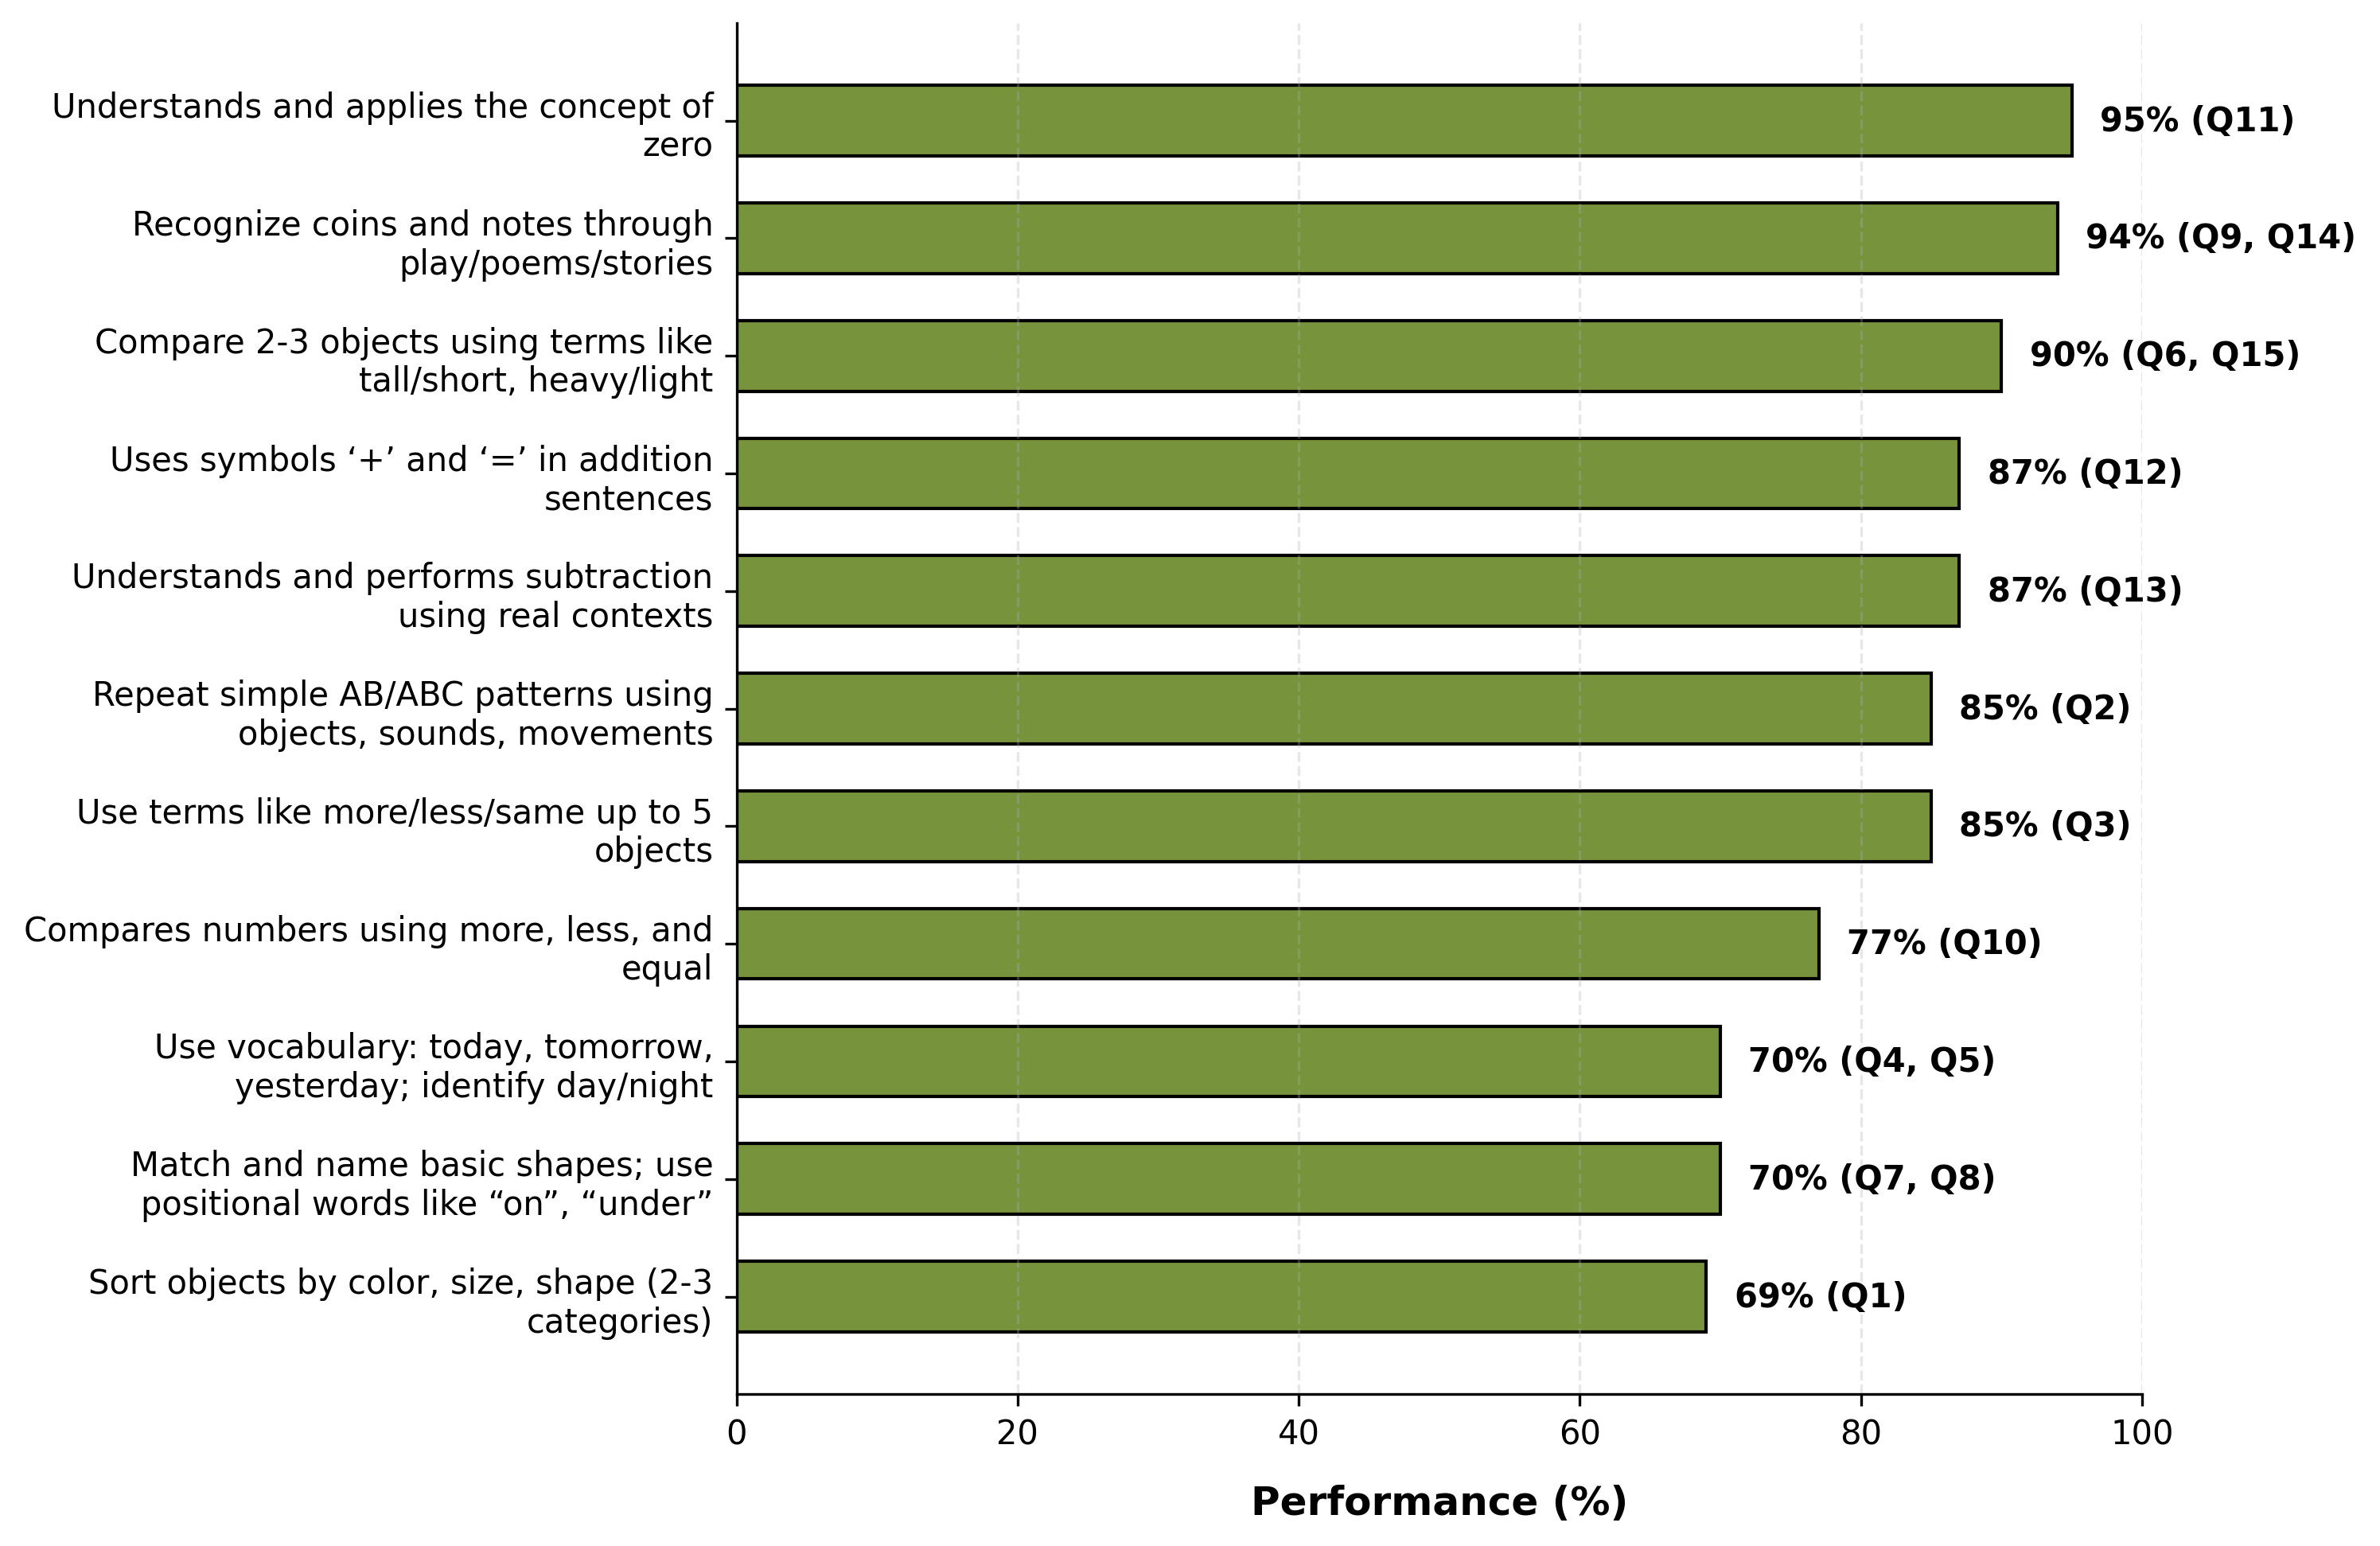 Understands and applies the concept of
zero
95% (Q11)
Recognize coins and notes through
play/poems/stories
94% (Q9, Q14)
Compare 2-3 objects using terms like
tall/short, heavy/light
90% (Q6, Q15)
Uses symbols ‘+’ and ‘=’ in addition
sentences
87% (Q12)
Understands and performs subtraction
using real contexts
87% (Q13)
Repeat simple AB/ABC patterns using
objects, sounds, movements
85% (Q2)
Use terms like more/less/same up to 5
objects
85% (Q3)
Compares numbers using more, less, and
equal
77% (Q10)
Use vocabulary: today, tomorrow,
yesterday; identify day/night
70% (Q4, Q5)
Match and name basic shapes; use
positional words like “on”, “under”
70% (Q7, Q8)
Sort objects by color, size, shape (2-3
categories)
69% (Q1)
0 20 40 60 80 100
Performance (%)